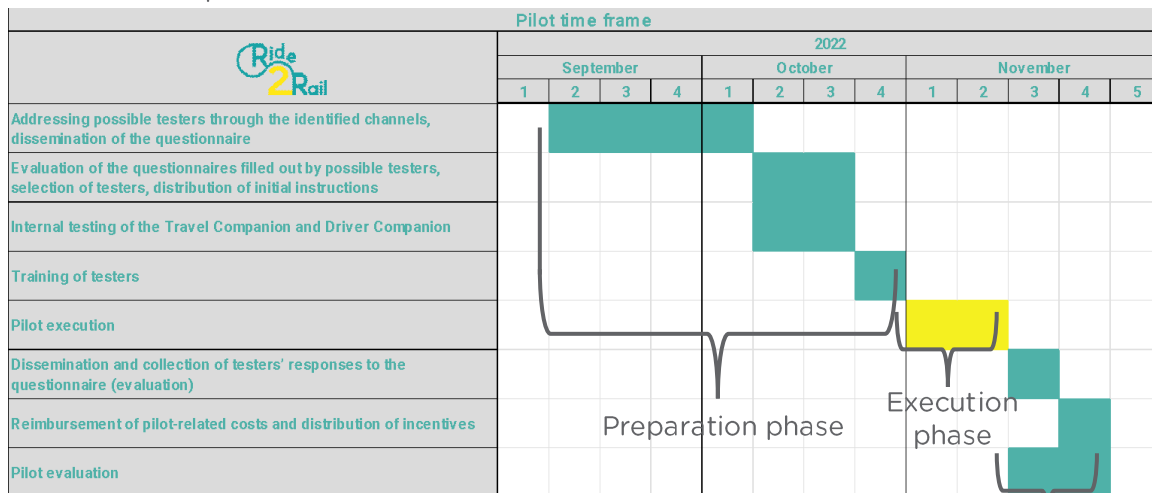 Pilot time frame
Ride
2Rail
2022
September October November
1 2 3 4 1 2 3 4 1 2 3 4 5
Addressing possible testers through the identified channels,
dissemination of the questionnaire
Evaluation of the questionnaires filled out by possible testers,
selection of testers, distribution of initial instructions
Internal testing of the Travel Companion and Driver Companion
Training of testers
Pilot execution
Dissemination and collection of testers' responses to the
questionnaire (evaluation)
Reimbursement of pilot-related costs and distribution of incentives
Pilot evaluation
Preparation phase
Execution
phase